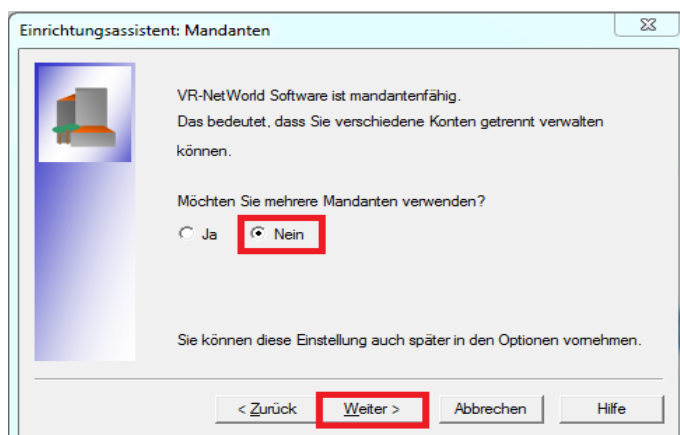 Einrichtungsassistent: Mandanten
VR-NetWorld Software ist mandantenfähig.
Das bedeutet, dass Sie verschiedene Konten getrennt verwalten
können.
Möchten Sie mehrere Mandanten verwenden?
Ja Nein
Sie können diese Einstellung auch später in den Optionen vornehmen.
< Zurück Weiter > Abbrechen Hilfe